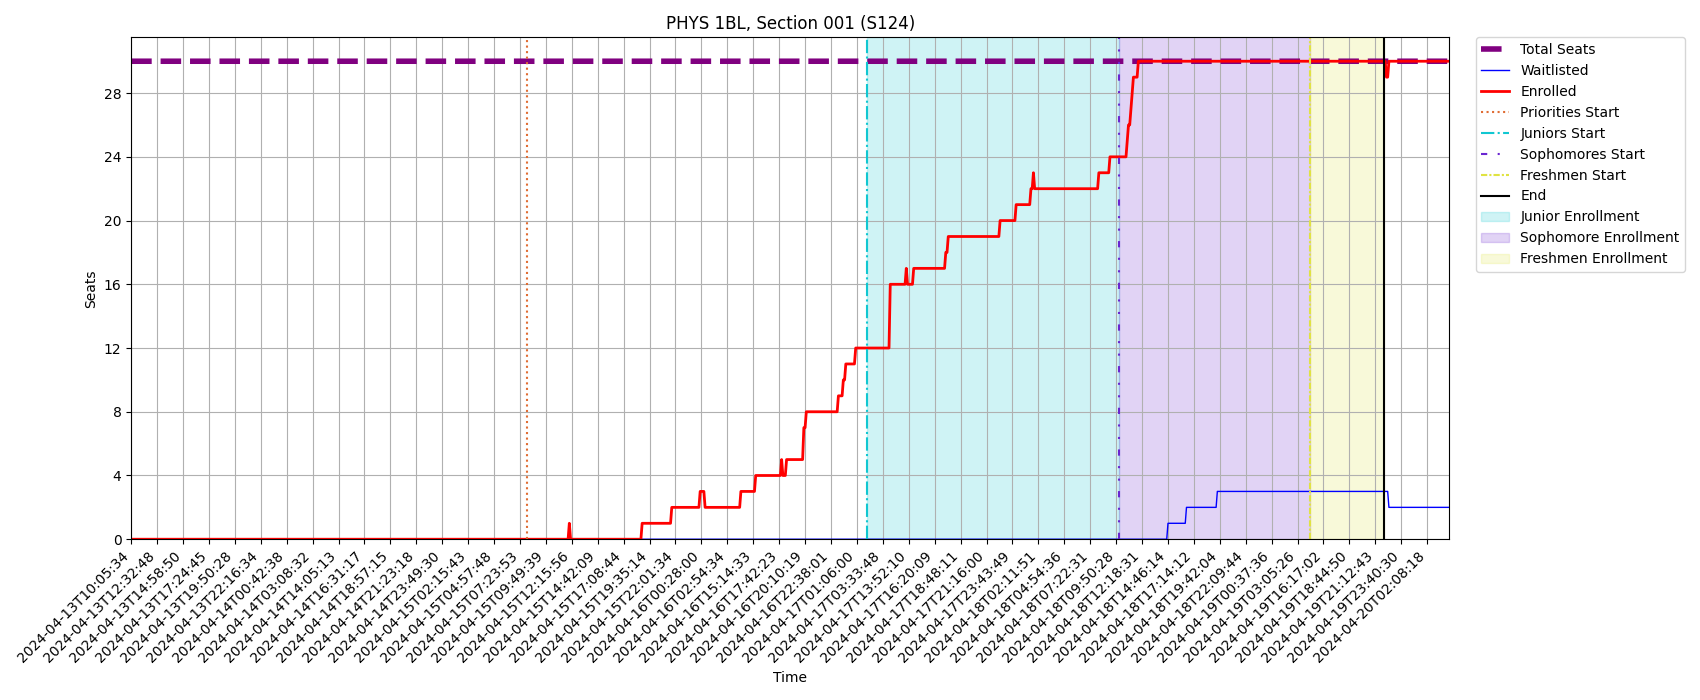 PHYS 1BL, Section 001 (S124)
Total Seats
Waitlisted
Enrolled
Priorities Start
Juniors Start
Sophomores Start
Freshmen Start
End
Junior Enrollment
Sophomore Enrollment
Freshmen Enrollment
Seats
28
24
20
16
12
8
4
0
2024-04-13T10:05:34
2024-04-13T12:32:48
2024-04-13T14:58:50
2024-04-13T17:24:45
2024-04-13T19:50:28
2024-04-13T22:16:34
2024-04-14T00:42:38
2024-04-14T03:08:32
2024-04-14T14:05:13
2024-04-14T16:31:17
2024-04-14T18:57:15
2024-04-14T21:23:18
2024-04-14T23:49:30
2024-04-15T02:15:43
2024-04-15T04:57:48
2024-04-15T07:23:53
2024-04-15T09:49:39
2024-04-15T12:15:56
2024-04-15T14:42:09
2024-04-15T17:08:44
2024-04-15T19:35:14
2024-04-15T22:01:34
2024-04-16T00:28:00
2024-04-16T02:54:34
2024-04-16T15:14:33
2024-04-16T17:42:23
2024-04-16T20:10:19
2024-04-16T22:38:01
2024-04-17T01:06:00
2024-04-17T03:33:48
2024-04-17T13:52:10
2024-04-17T16:20:09
2024-04-17T18:48:11
2024-04-17T21:16:00
2024-04-17T23:43:49
2024-04-18T02:11:51
2024-04-18T04:54:36
2024-04-18T07:22:31
2024-04-18T09:50:28
2024-04-18T12:18:31
2024-04-18T14:46:14
2024-04-18T17:14:12
2024-04-18T19:42:04
2024-04-18T22:09:44
2024-04-19T00:37:36
2024-04-19T03:05:26
2024-04-19T16:17:02
2024-04-19T18:44:50
2024-04-19T21:12:43
2024-04-19T23:40:30
2024-04-20T02:08:18
Time